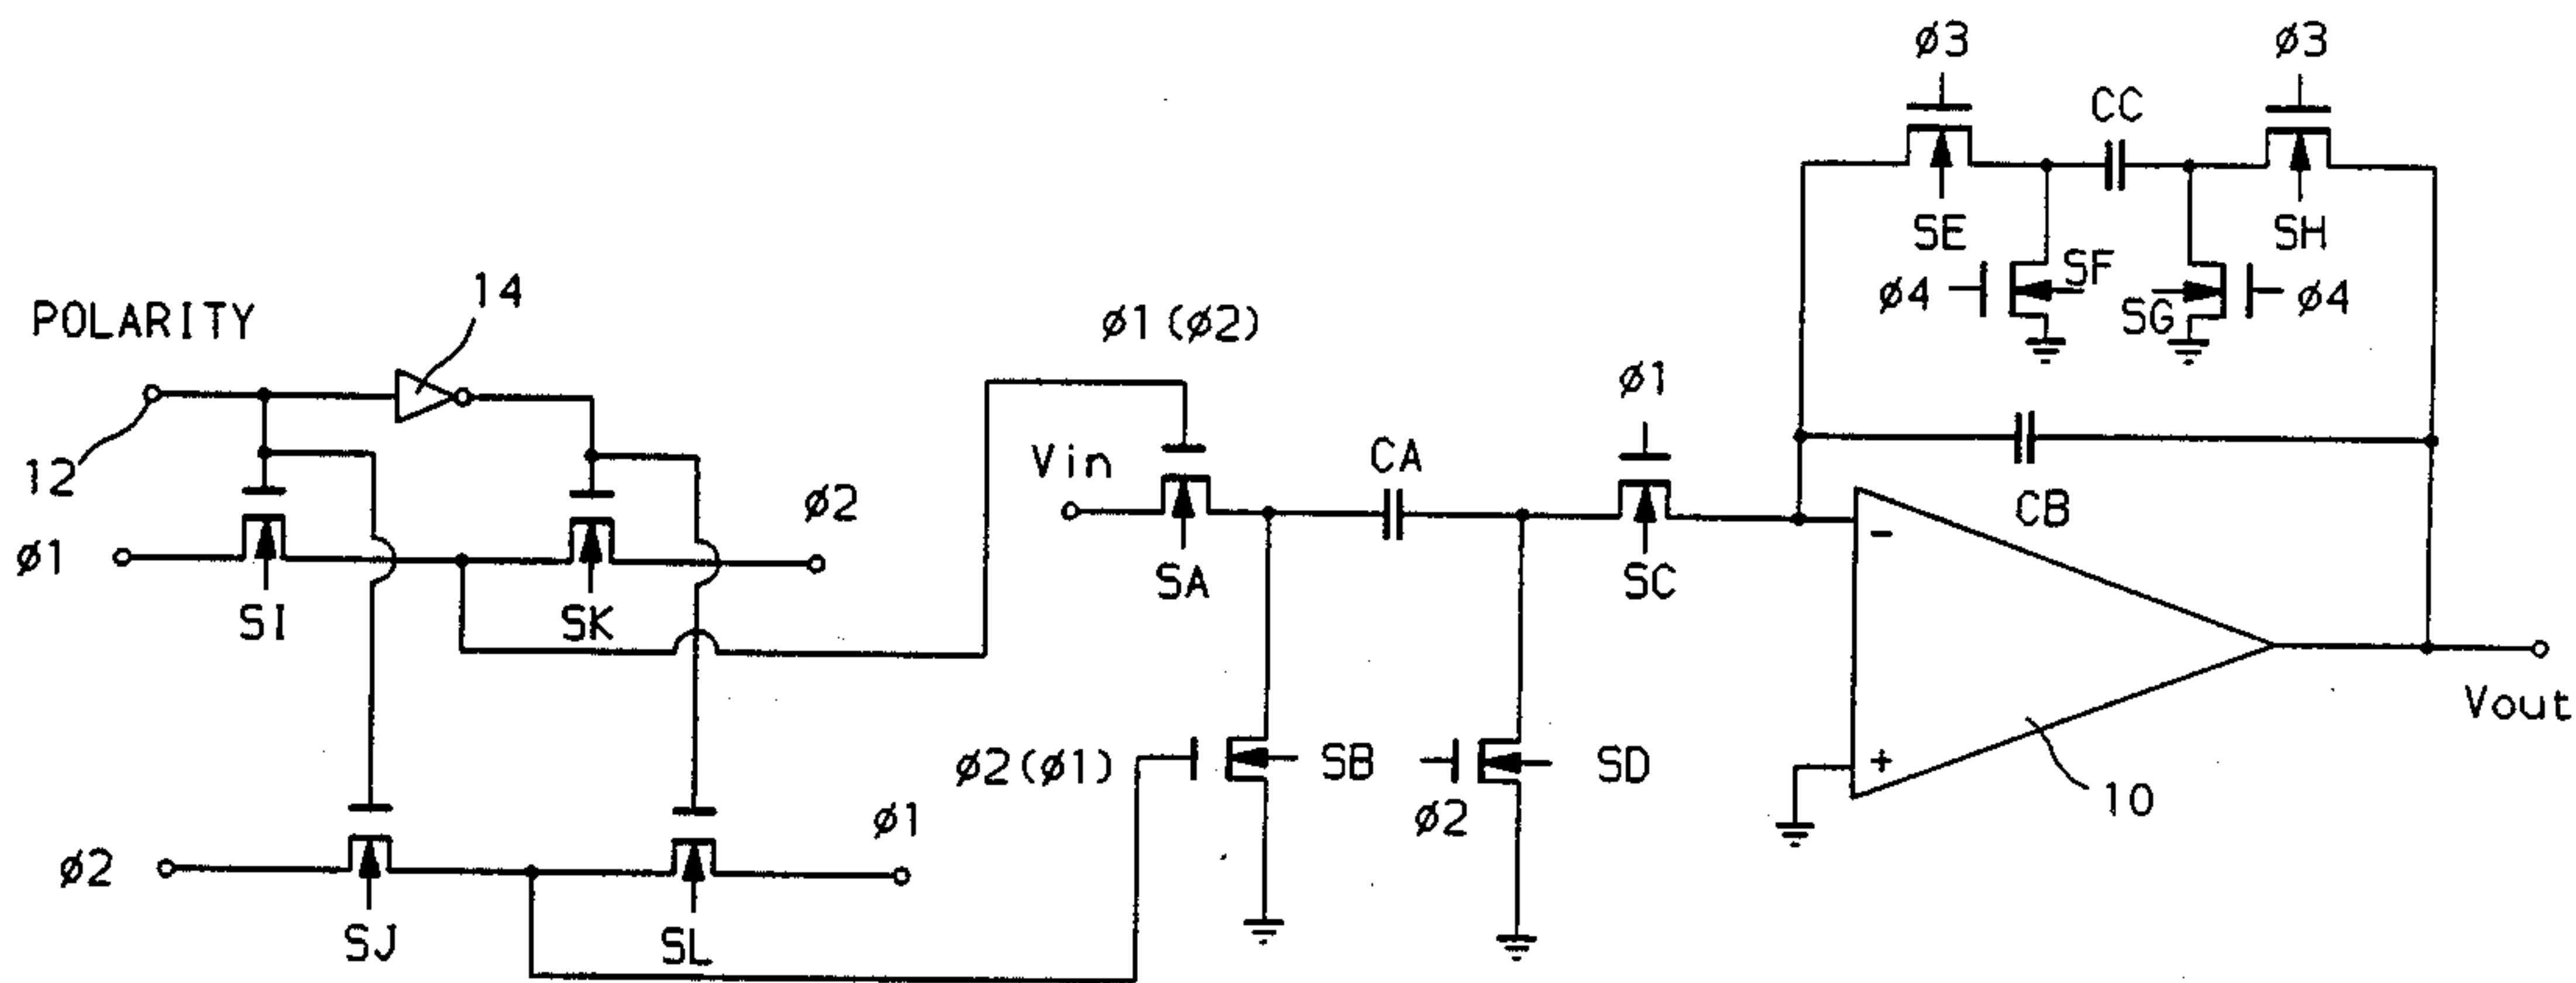 ø3
ø3
CC
SE
SH
ø4
SF
SG
ø4
14
POLARITY
ø1(ø2)
ø1
12
Vin
CA
ø2
CB
-
ø1
SI
SK
SA
SC
Vout
ø2(ø1)
SB
SD
+
10
ø2
ø1
ø2
SJ
SL